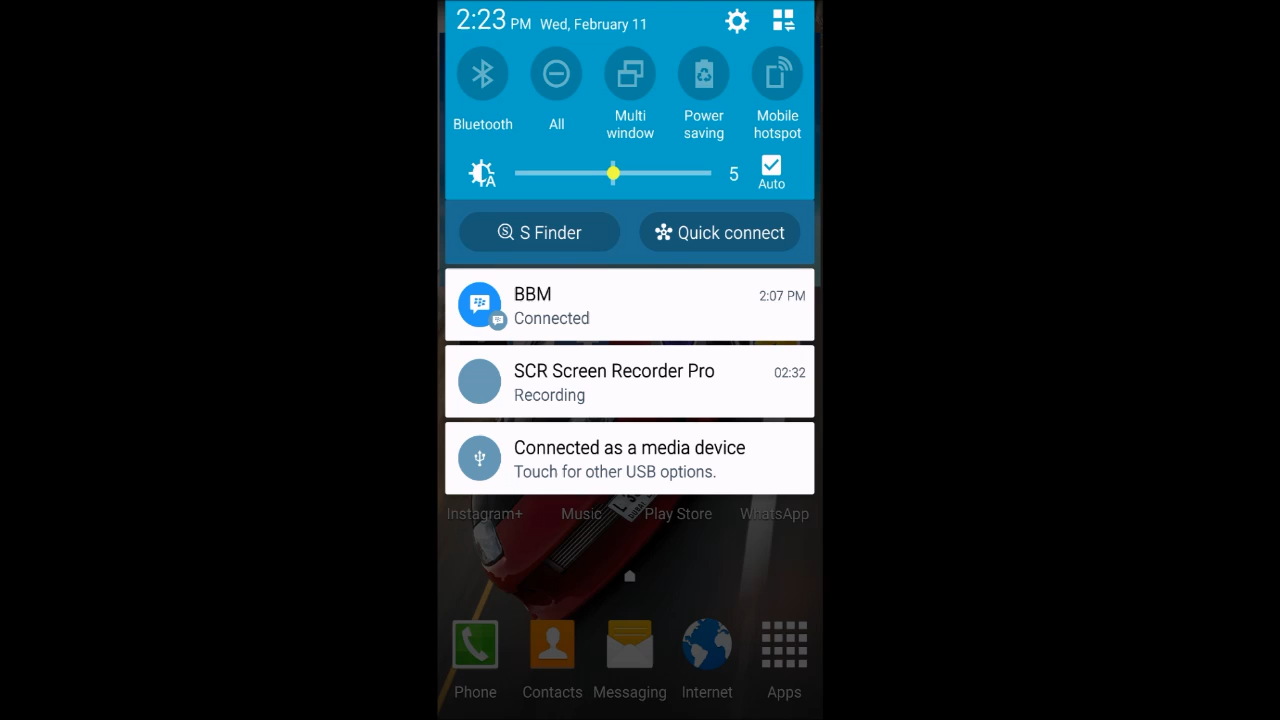 2:23 PM Wed, February 11
Bluetooth
All
Multi
window
Power
saving
Mobile
hotspot
A
5
Auto
S Finder
Quick connect
BBM
2:07 PM
Connected
SCR Screen Recorder Pro
02:32
Recording
Connected as a media device
Touch for other USB options.
Instagram+
Music
Play Store
WhatsApp
Phone
Contacts
Messaging
Internet
Apps